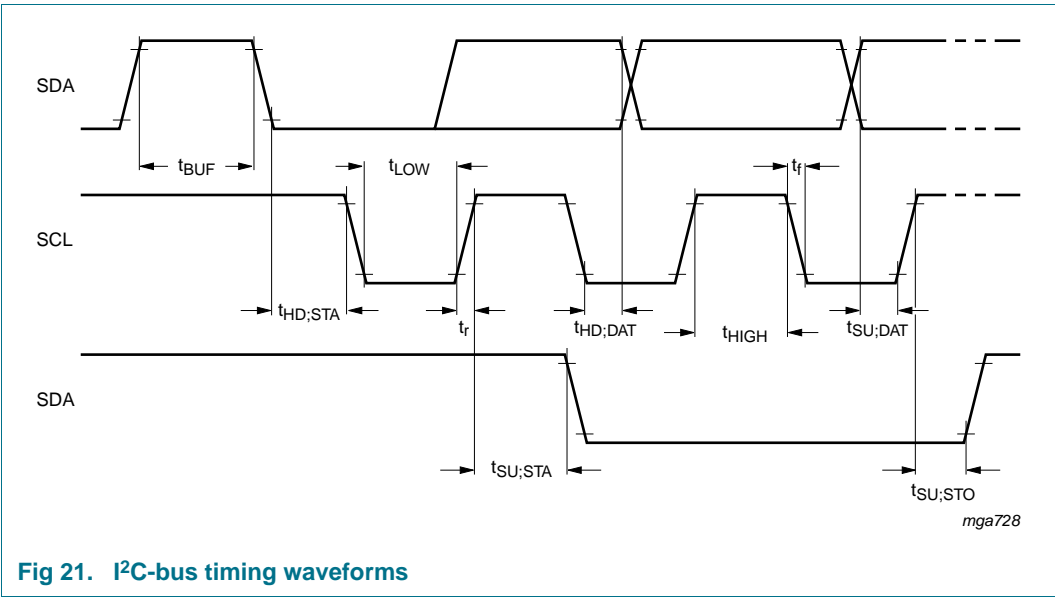 SDA
tBUF tLOW tf
SCL
tHD;STA tr tHD;DAT tHIGH tSU;DAT
SDA
tSU;STA tSU;STO
mga728
Fig 21. I²C-bus timing waveforms